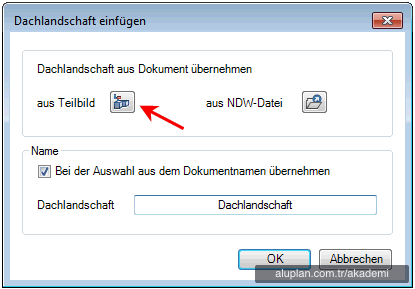 Dachlandschaft einfügen
Dachlandschaft aus Dokument übernehmen
aus Teilbild aus NDW-Datei
Name
Bei der Auswahl aus dem Dokumentnamen übernehmen
Dachlandschaft Dachlandschaft
OK Abbrechen
aluplan.com.tr/akademi